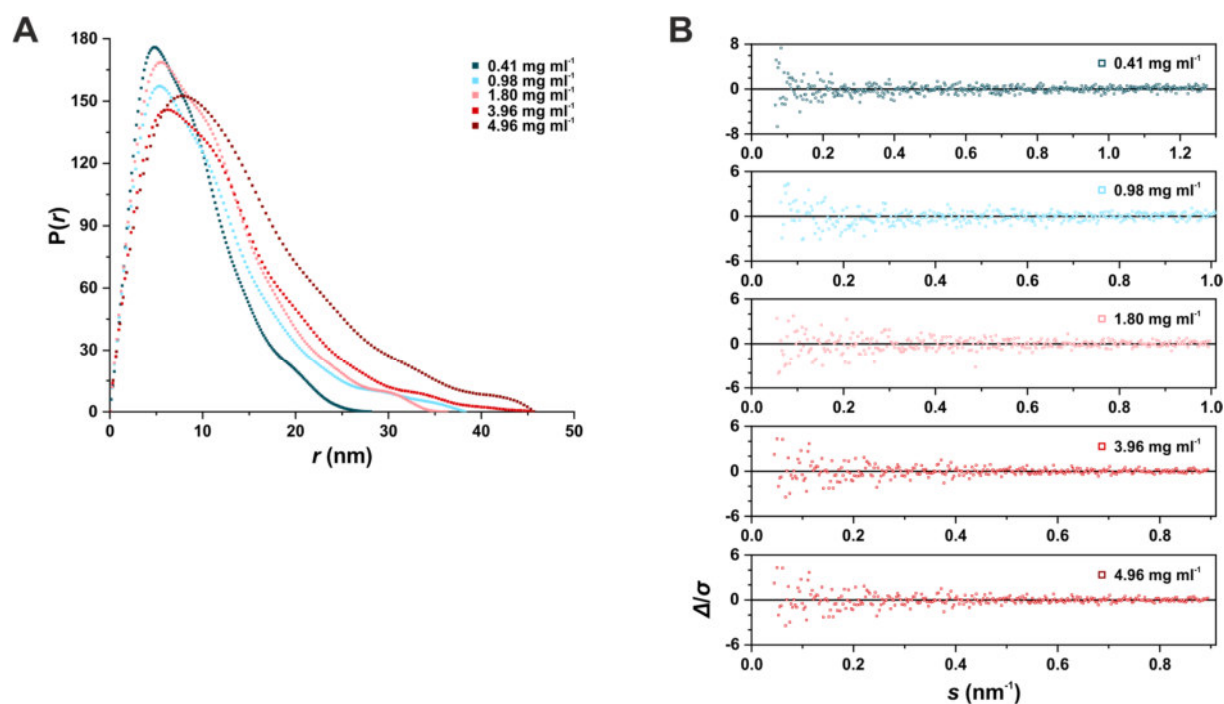 A
P(r)
180
150
120
90
60
30
0
0 10 20 30 40 50
r (nm)
0.41 mg ml⁻¹
0.98 mg ml⁻¹
1.80 mg ml⁻¹
3.96 mg ml⁻¹
4.96 mg ml⁻¹
B
8
0
-8
0.41 mg ml⁻¹
0.0 0.2 0.4 0.6 0.8 1.0 1.2
6
0
-6
0.98 mg ml⁻¹
0.0 0.2 0.4 0.6 0.8 1.0
6
0
-6
1.80 mg ml⁻¹
0.0 0.2 0.4 0.6 0.8 1.0
6
0
-6
3.96 mg ml⁻¹
0.0 0.2 0.4 0.6 0.8
6
0
-6
4.96 mg ml⁻¹
0.0 0.2 0.4 0.6 0.8
Δ/σ
s (nm⁻¹)